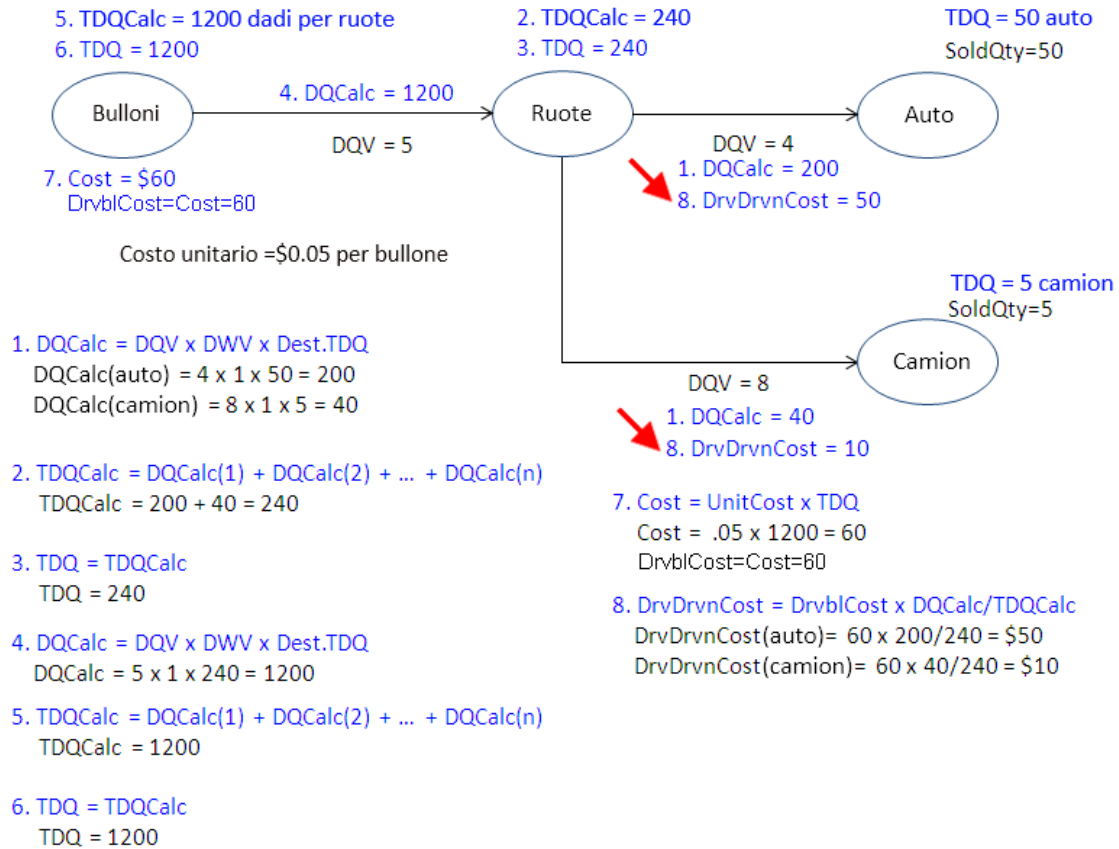 5. TDQCalc = 1200 dadi per ruote
6. TDQ = 1200
2. TDQCalc = 240
3. TDQ = 240
TDQ = 50 auto
SoldQty=50
Bulloni
4. DQCalc = 1200
DQV = 5
Ruote
DQV = 4
Auto
1. DQCalc = 200
8. DrvDrvnCost = 50
7. Cost = $60
DrvblCost=Cost=60
Costo unitario =$0.05 per bullone
TDQ = 5 camion
SoldQty=5
Camion
DQV = 8
1. DQCalc = 40
8. DrvDrvnCost = 10
1. DQCalc = DQV x DWV x Dest.TDQ
DQCalc(auto) = 4 x 1 x 50 = 200
DQCalc(camion) = 8 x 1 x 5 = 40
2. TDQCalc = DQCalc(1) + DQCalc(2) + ... + DQCalc(n)
TDQCalc = 200 + 40 = 240
3. TDQ = TDQCalc
TDQ = 240
4. DQCalc = DQV x DWV x Dest.TDQ
DQCalc = 5 x 1 x 240 = 1200
5. TDQCalc = DQCalc(1) + DQCalc(2) + ... + DQCalc(n)
TDQCalc = 1200
6. TDQ = TDQCalc
TDQ = 1200
7. Cost = UnitCost x TDQ
Cost = .05 x 1200 = 60
DrvblCost=Cost=60
8. DrvDrvnCost = DrvblCost x DQCalc/TDQCalc
DrvDrvnCost(auto)= 60 x 200/240 = $50
DrvDrvnCost(camion)= 60 x 40/240 = $10